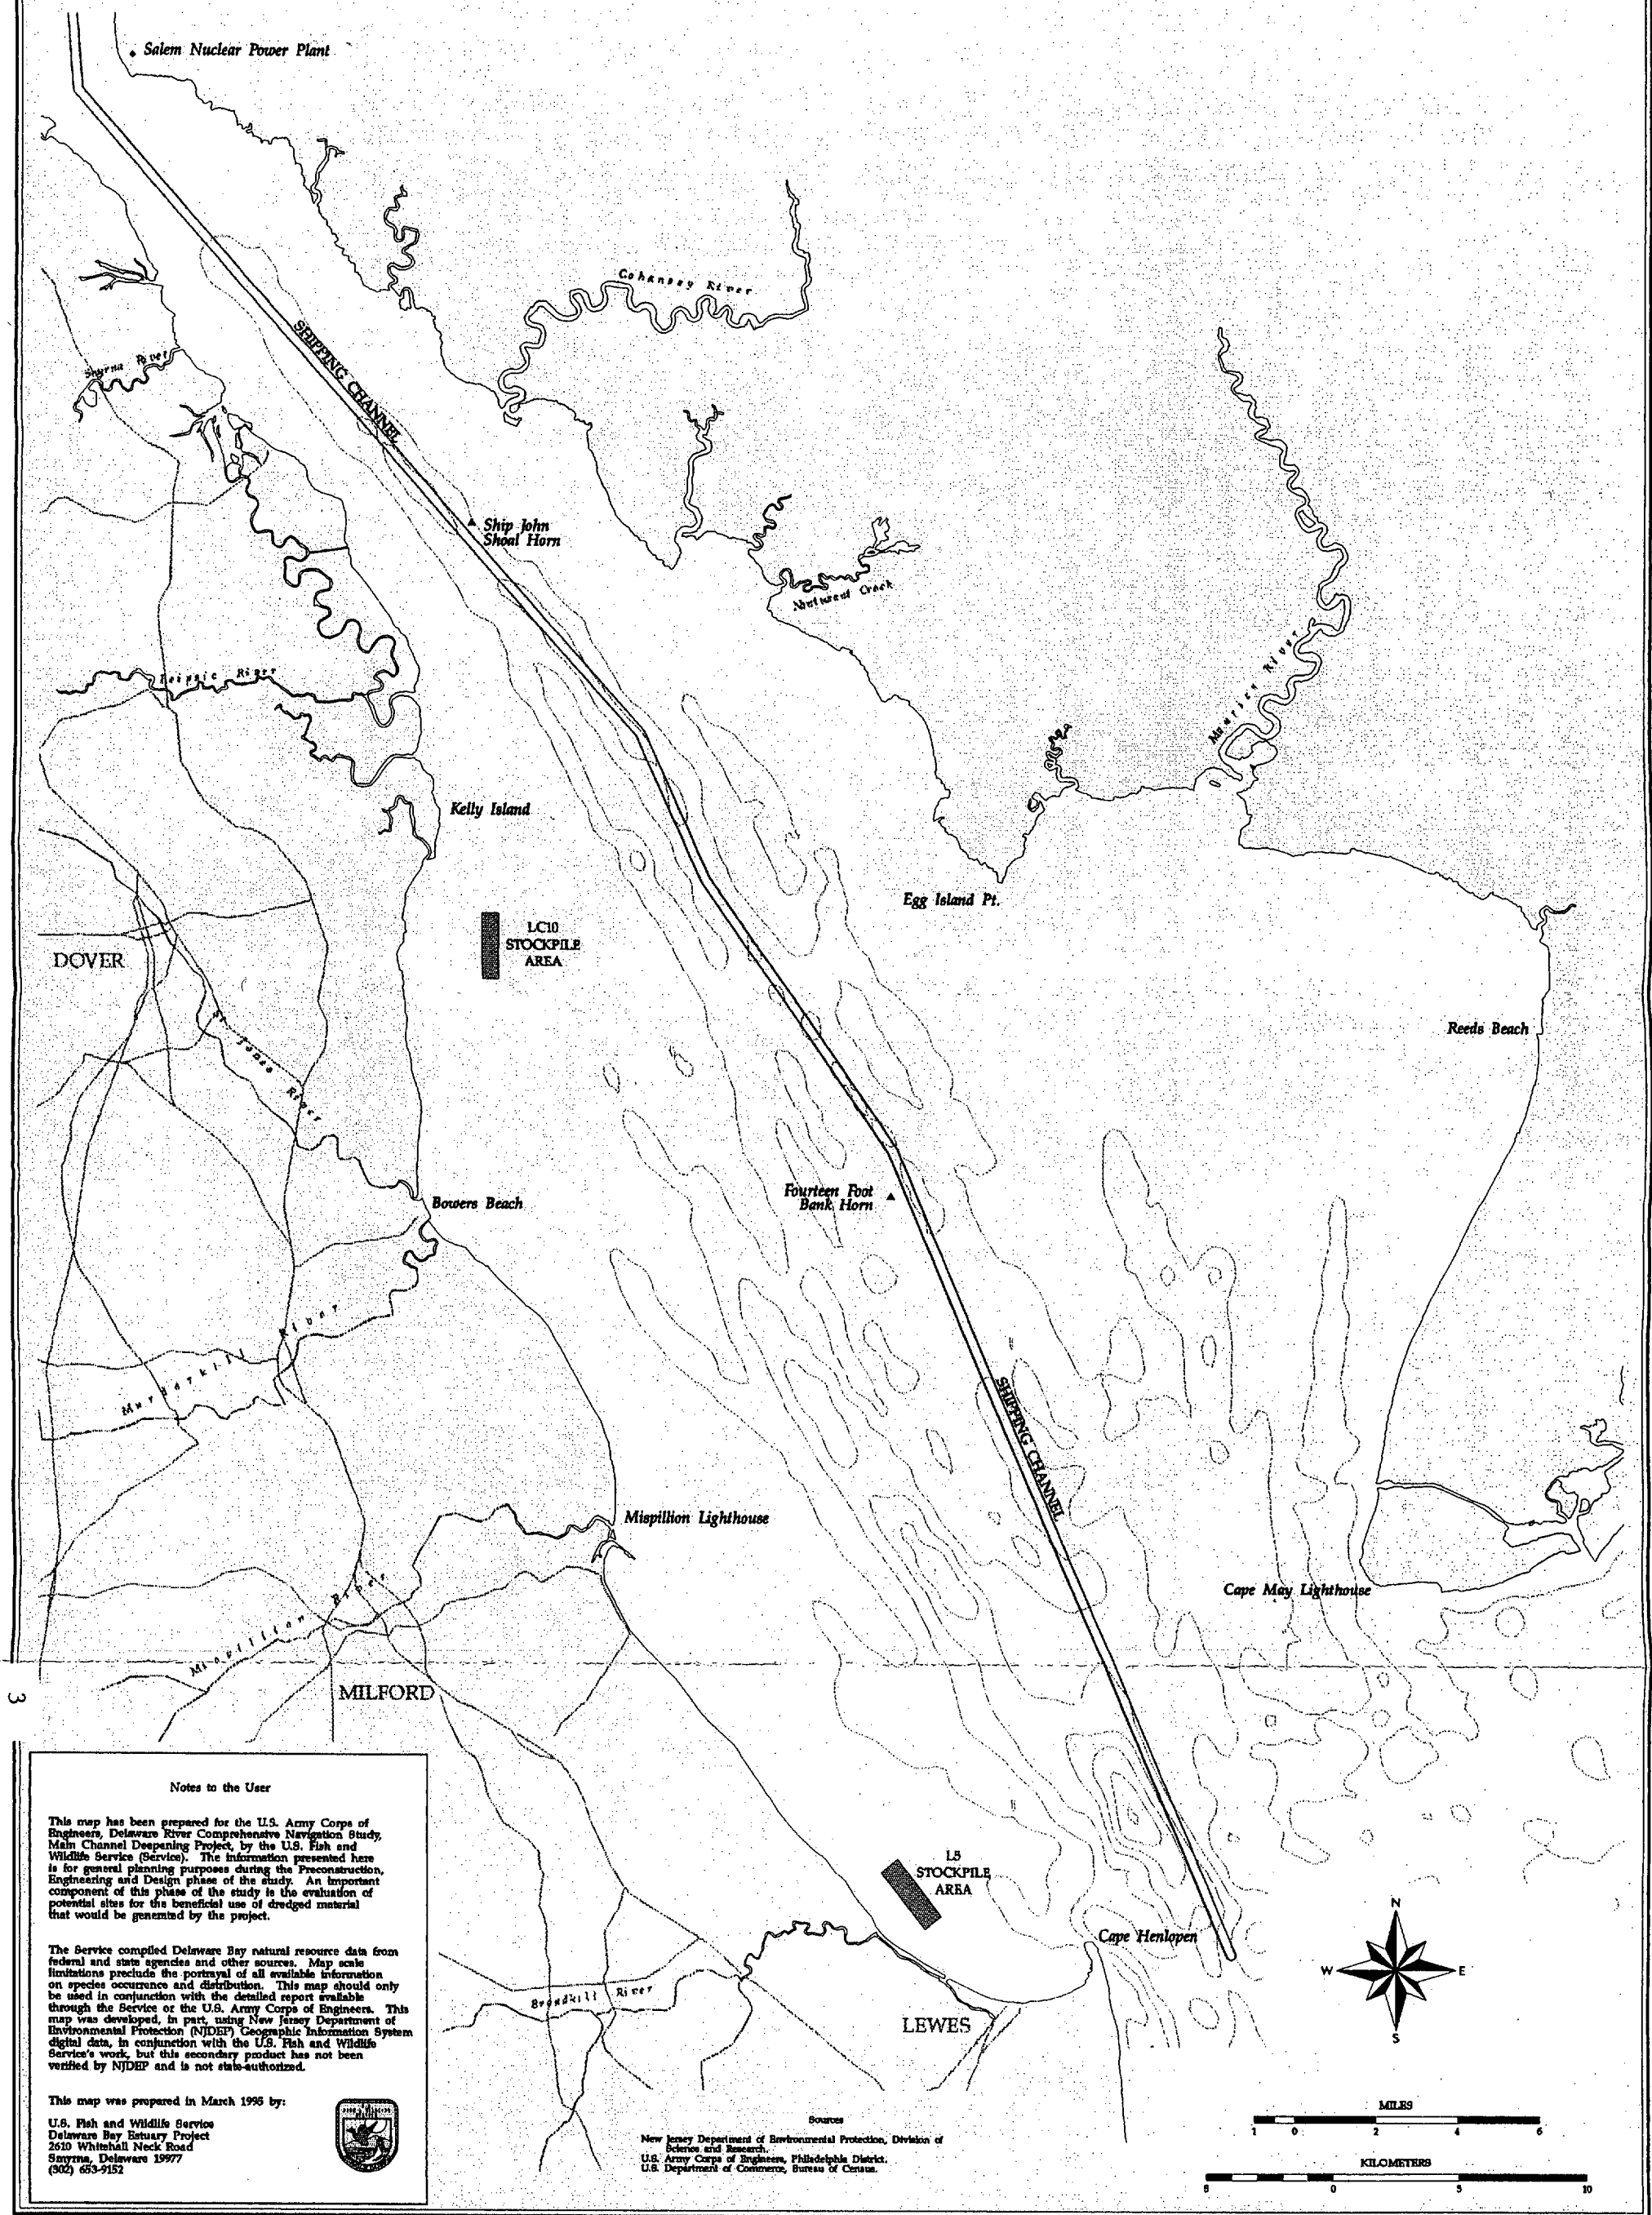 Salem Nuclear Power Plant
Cohansey River
SHIPPING CHANNEL
Smyrna River
Ship John
Shoal Horn
Nantuxent Creek
Leipsic River
Maurice River
Kelly Island
Egg Island Pt.
LC10
STOCKPILE
AREA
DOVER
Reeds Beach
St Jones River
Fourteen Foot
Bank Horn
Bowers Beach
Murderkill River
SHIPPING CHANNEL
Mispillion Lighthouse
Cape May Lighthouse
Mispillion River
MILFORD
3
Notes to the User
This map has been prepared for the U.S. Army Corps of
Engineers, Delaware River Comprehensive Navigation Study,
Main Channel Deepening Project, by the U.S. Fish and
Wildlife Service (Service). The information presented here
is for general planning purposes during the Preconstruction,
Engineering and Design phase of the study. An important
component of this phase of the study is the evaluation of
potential sites for the beneficial use of dredged material
that would be generated by the project.
The Service compiled Delaware Bay natural resource data from
federal and state agencies and other sources. Map scale
limitations preclude the portrayal of all available information
on species occurrence and distribution. This map should only
be used in conjunction with the detailed report available
through the Service or the U.S. Army Corps of Engineers. This
map was developed, in part, using New Jersey Department of
Environmental Protection (NJDEP) Geographic Information System
digital data, in conjunction with the U.S. Fish and Wildlife
Service's work, but this secondary product has not been
verified by NJDEP and is not state-authorized.
This map was prepared in March 1995 by:
U.S. Fish and Wildlife Service
Delaware Bay Estuary Project
2610 Whitehall Neck Road
Smyrna, Delaware 19977
(302) 653-9152
L5
STOCKPILE
AREA
Cape Henlopen
Broadkill River
LEWES
N
W E
S
Sources
New Jersey Department of Environmental Protection, Division of
Science and Research.
U.S. Army Corps of Engineers, Philadelphia District.
U.S. Department of Commerce, Bureau of Census.
MILES
1 0 2 4 6
KILOMETERS
5 0 5 10